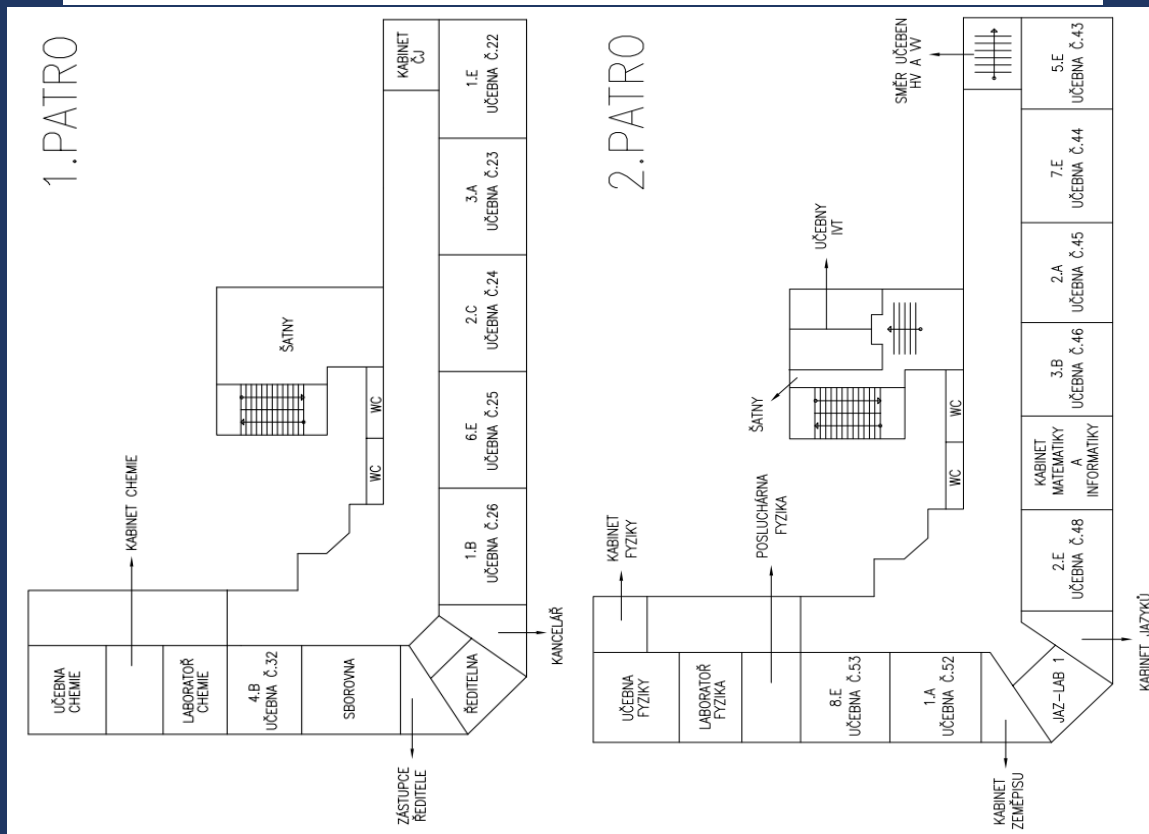 1.PATRO
KABINET
ČJ
1.E
UČEBNA Č.22
3.A
UČEBNA Č.23
2.C
UČEBNA Č.24
6.E
UČEBNA Č.25
1.B
UČEBNA Č.26
ŠATNY
WC
WC
KABINET CHEMIE
UČEBNA
CHEMIE
LABORATOŘ
CHEMIE
4.B
UČEBNA Č.32
SBOROVNA
ŘEDITELNA
KANCELÁŘ
ZÁSTUPCE
ŘEDITELE
2.PATRO
SMĚR UČEBEN
HV A VV
5.E
UČEBNA Č.43
7.E
UČEBNA Č.44
2.A
UČEBNA Č.45
3.B
UČEBNA Č.46
KABINET
MATEMATIKY
A
INFORMATIKY
2.E
UČEBNA Č.48
UČEBNY
IVT
ŠATNY
WC
WC
POSLUCHÁRNA
FYZIKA
KABINET
FYZIKY
UČEBNA
FYZIKY
LABORATOŘ
FYZIKA
8.E
UČEBNA Č.53
1.A
UČEBNA Č.52
JAZ-LAB 1
KABINET JAZYKŮ
KABINET
ZEMĚPISU